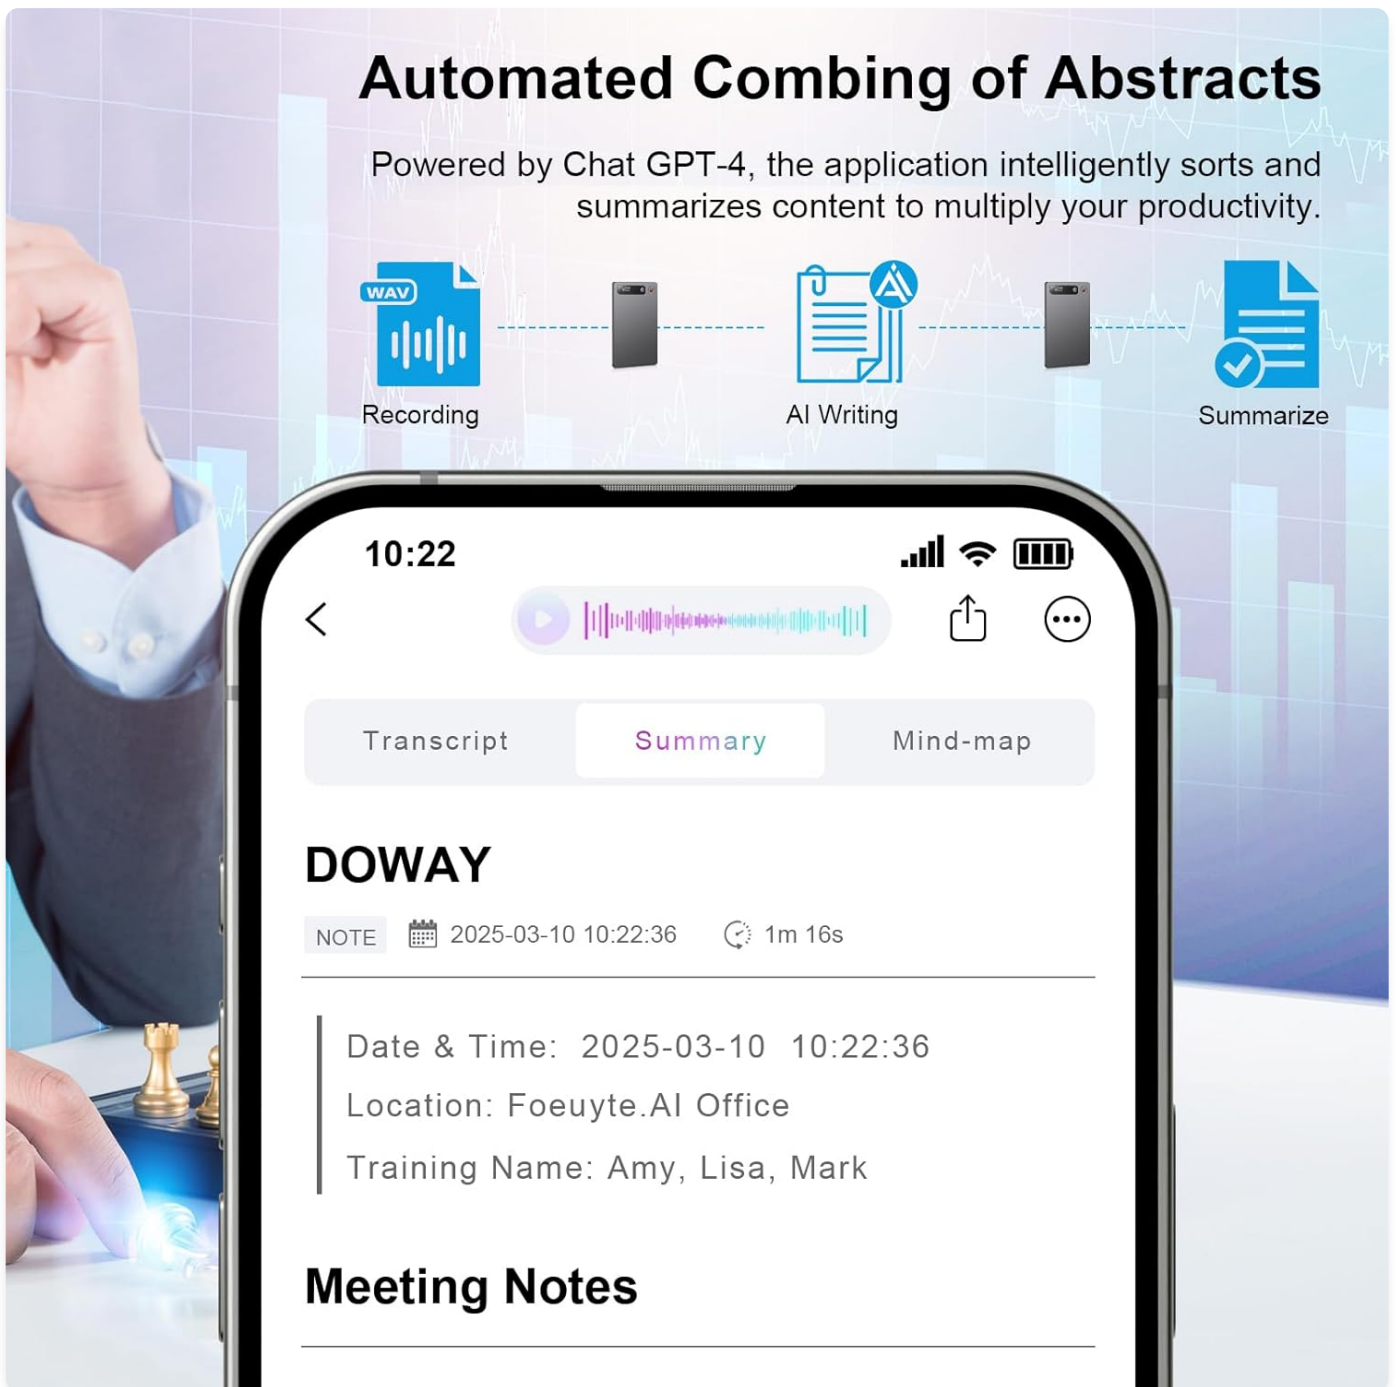 Automated Combing of Abstracts
Powered by Chat GPT-4, the application intelligently sorts and
summarizes content to multiply your productivity.
WAV
Recording
AI Writing
Summarize
10:22
Transcript
Summary
Mind-map
DOWAY
NOTE 2025-03-10 10:22:36 1m 16s
Date & Time: 2025-03-10 10:22:36
Location: Foeuyte.AI Office
Training Name: Amy, Lisa, Mark
Meeting Notes